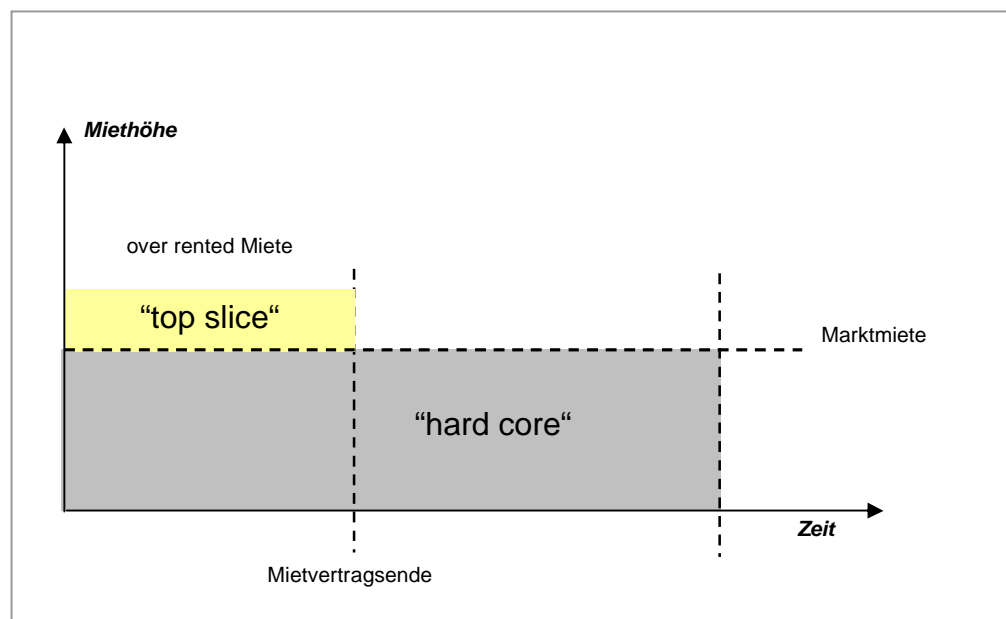 Miethöhe
over rented Miete
“top slice“
Marktmiete
“hard core“
Zeit
Mietvertragsende